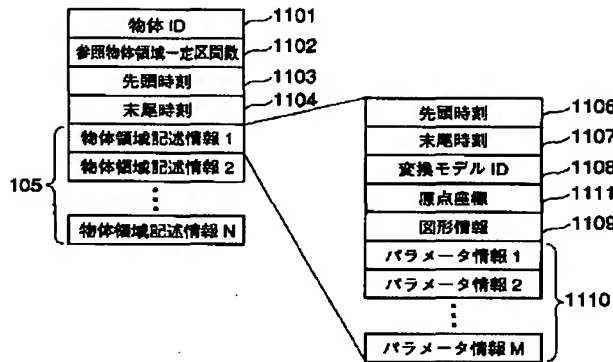 物体 ID
1101
参照物体領域一定区間数
1102
先頭時刻
1103
末尾時刻
1104
物体領域記述情報 1
物体領域記述情報 2
物体領域記述情報 N
105
先頭時刻
1106
末尾時刻
1107
変換モデル ID
1108
原点座標
1111
図形情報
1109
パラメータ情報 1
パラメータ情報 2
パラメータ情報 M
1110